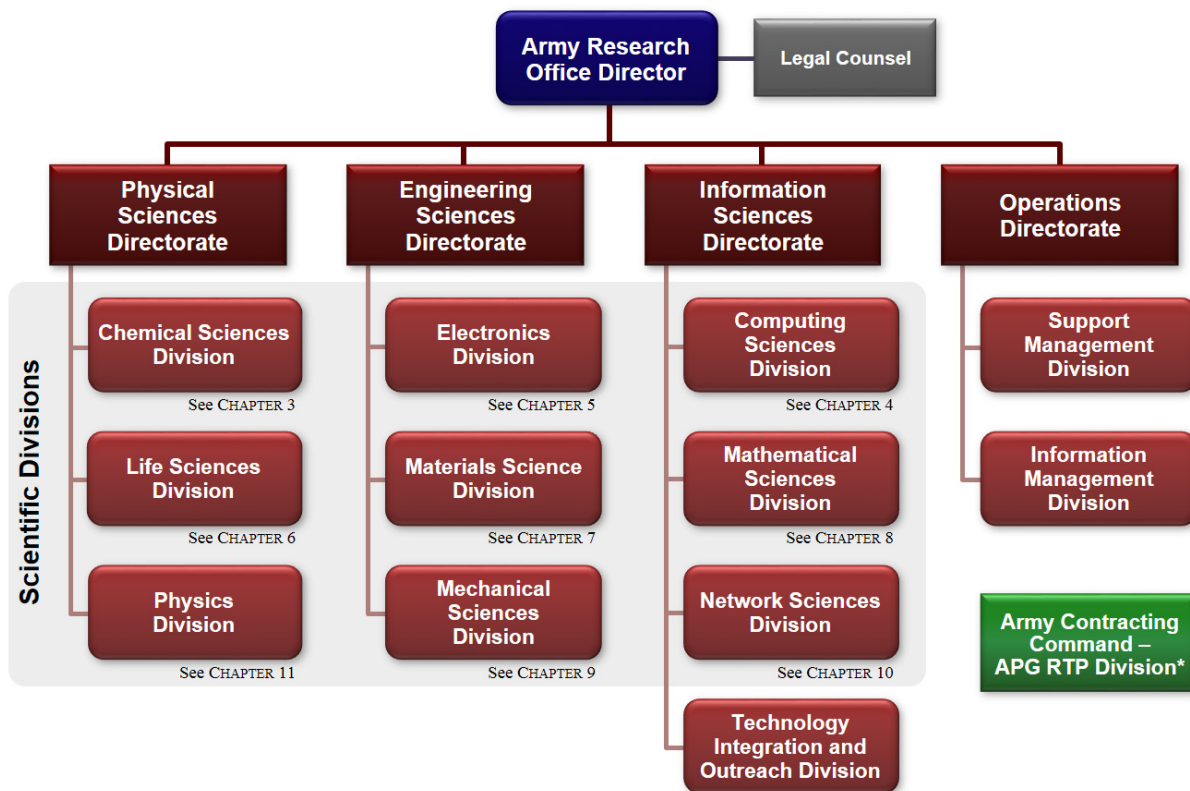 Army Research
Office Director
Legal Counsel
Physical
Sciences
Directorate
Engineering
Sciences
Directorate
Information
Sciences
Directorate
Operations
Directorate
Scientific Divisions
Chemical Sciences
Division
See CHAPTER 3
Electronics
Division
See CHAPTER 5
Computing
Sciences
Division
See CHAPTER 4
Support
Management
Division
Life Sciences
Division
See CHAPTER 6
Materials Science
Division
See CHAPTER 7
Mathematical
Sciences
Division
See CHAPTER 8
Information
Management
Division
Physics
Division
See CHAPTER 11
Mechanical
Sciences
Division
See CHAPTER 9
Network Sciences
Division
See CHAPTER 10
Army Contracting
Command –
APG RTP Division*
Technology
Integration and
Outreach Division